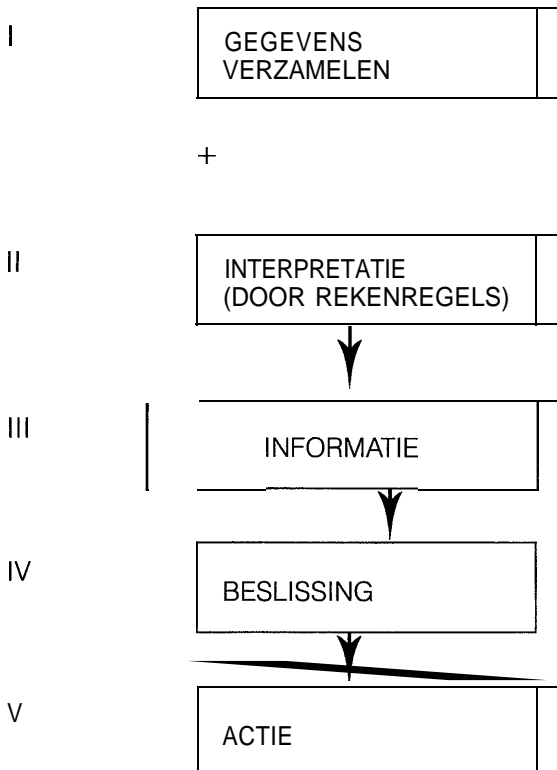 I
GEGEVENS
VERZAMELEN
+
II
INTERPRETATIE
(DOOR REKENREGELS)
III
INFORMATIE
IV
BESLISSING
V
ACTIE